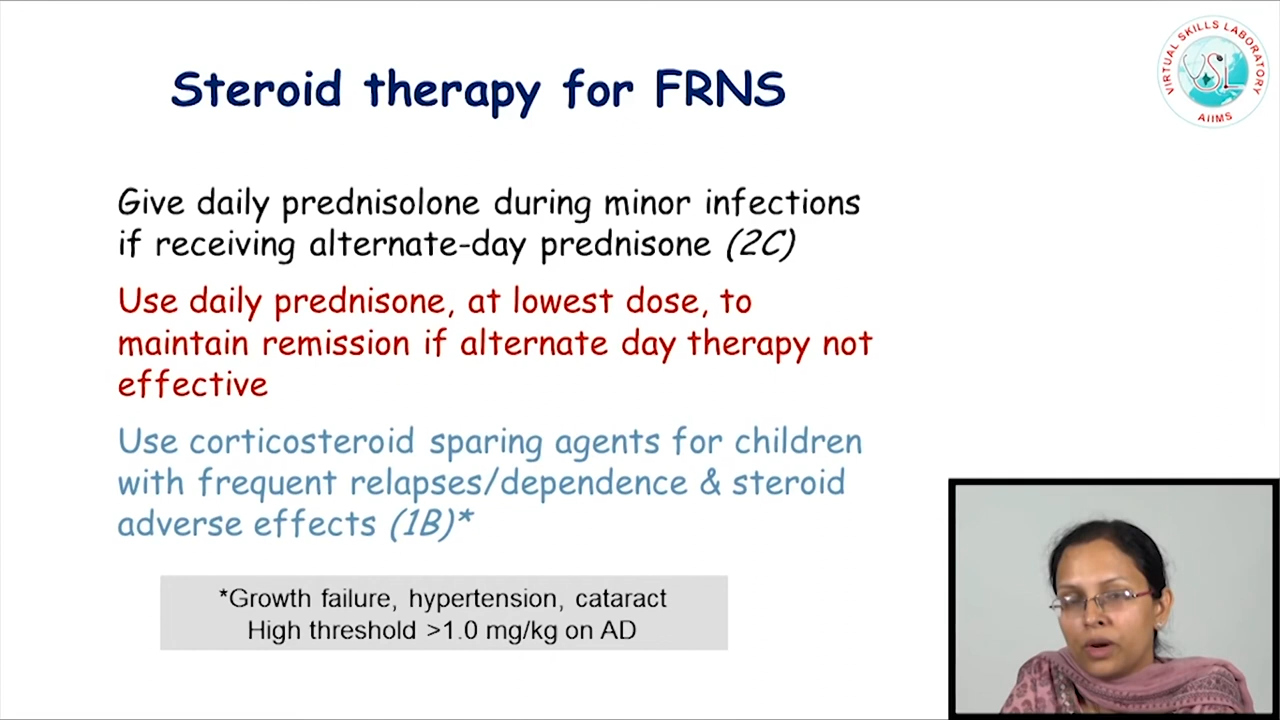 VIRTUAL SKILLS LABORATORY
VSL
AIIMS
Steroid therapy for FRNS
Give daily prednisolone during minor infections
if receiving alternate-day prednisone (2C)
Use daily prednisone, at lowest dose, to
maintain remission if alternate day therapy not
effective
Use corticosteroid sparing agents for children
with frequent relapses/dependence & steroid
adverse effects (1B)*
*Growth failure, hypertension, cataract
High threshold >1.0 mg/kg on AD